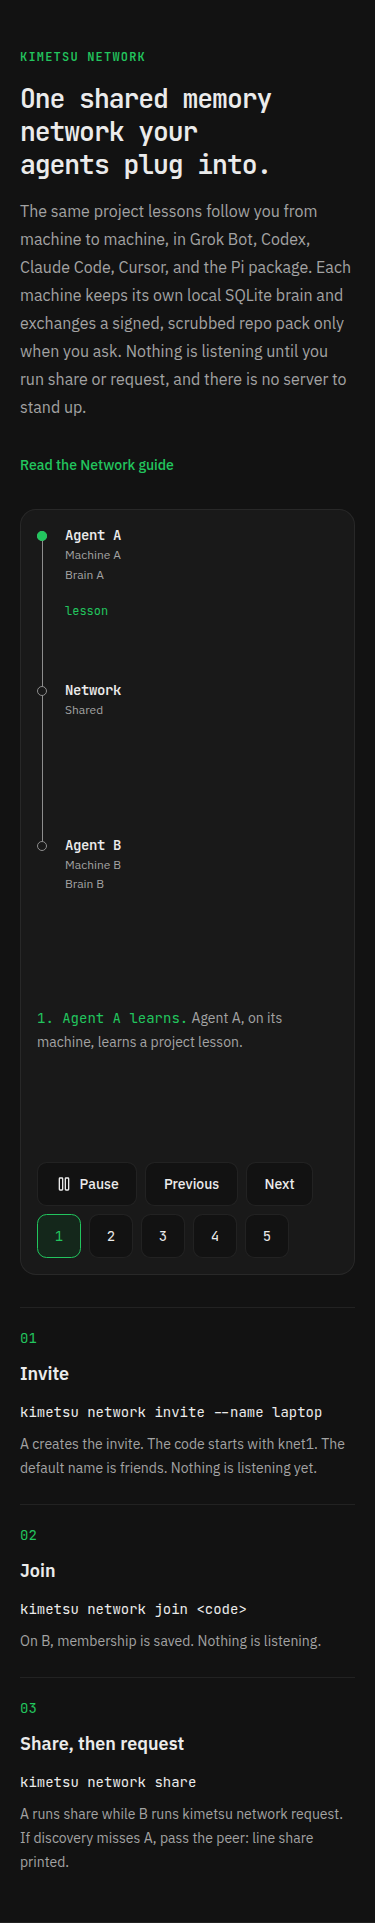 KIMETSU NETWORK
One shared memory
network your
agents plug into.
The same project lessons follow you from
machine to machine, in Grok Bot, Codex,
Claude Code, Cursor, and the Pi package. Each
machine keeps its own local SQLite brain and
exchanges a signed, scrubbed repo pack only
when you ask. Nothing is listening until you
run share or request, and there is no server to
stand up.
Read the Network guide
Agent A
Machine A
Brain A
lesson
Network
Shared
Agent B
Machine B
Brain B
1. Agent A learns. Agent A, on its
machine, learns a project lesson.
Pause Previous Next
1 2 3 4 5
01
Invite
kimetsu network invite --name laptop
A creates the invite. The code starts with knet1. The
default name is friends. Nothing is listening yet.
02
Join
kimetsu network join <code>
On B, membership is saved. Nothing is listening.
03
Share, then request
kimetsu network share
A runs share while B runs kimetsu network request.
If discovery misses A, pass the peer: line share
printed.